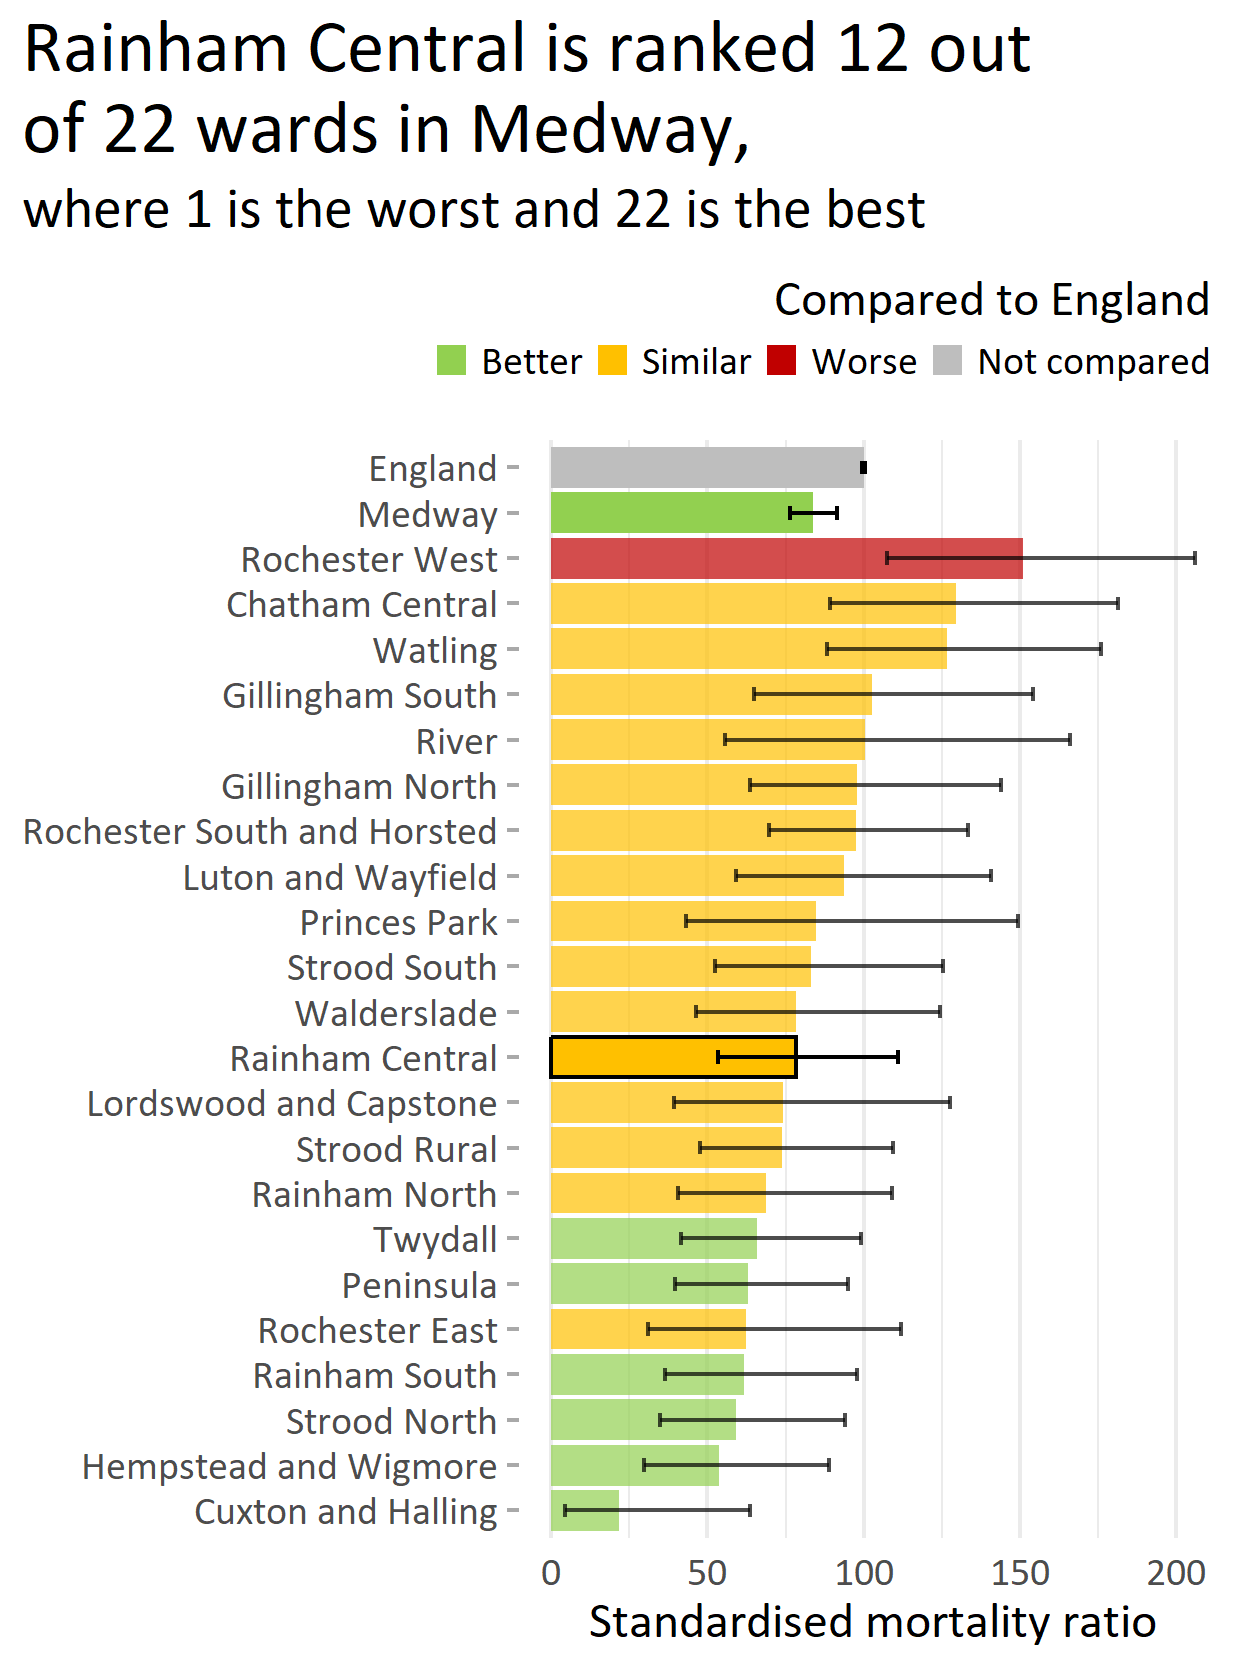 Rainham Central is ranked 12 out
of 22 wards in Medway,
where 1 is the worst and 22 is the best
Compared to England
Better Similar Worse Not compared
England
Medway
Rochester West
Chatham Central
Watling
Gillingham South
River
Gillingham North
Rochester South and Horsted
Luton and Wayfield
Princes Park
Strood South
Walderslade
Rainham Central
Lordswood and Capstone
Strood Rural
Rainham North
Twydall
Peninsula
Rochester East
Rainham South
Strood North
Hempstead and Wigmore
Cuxton and Halling
0 50 100 150 200
Standardised mortality ratio